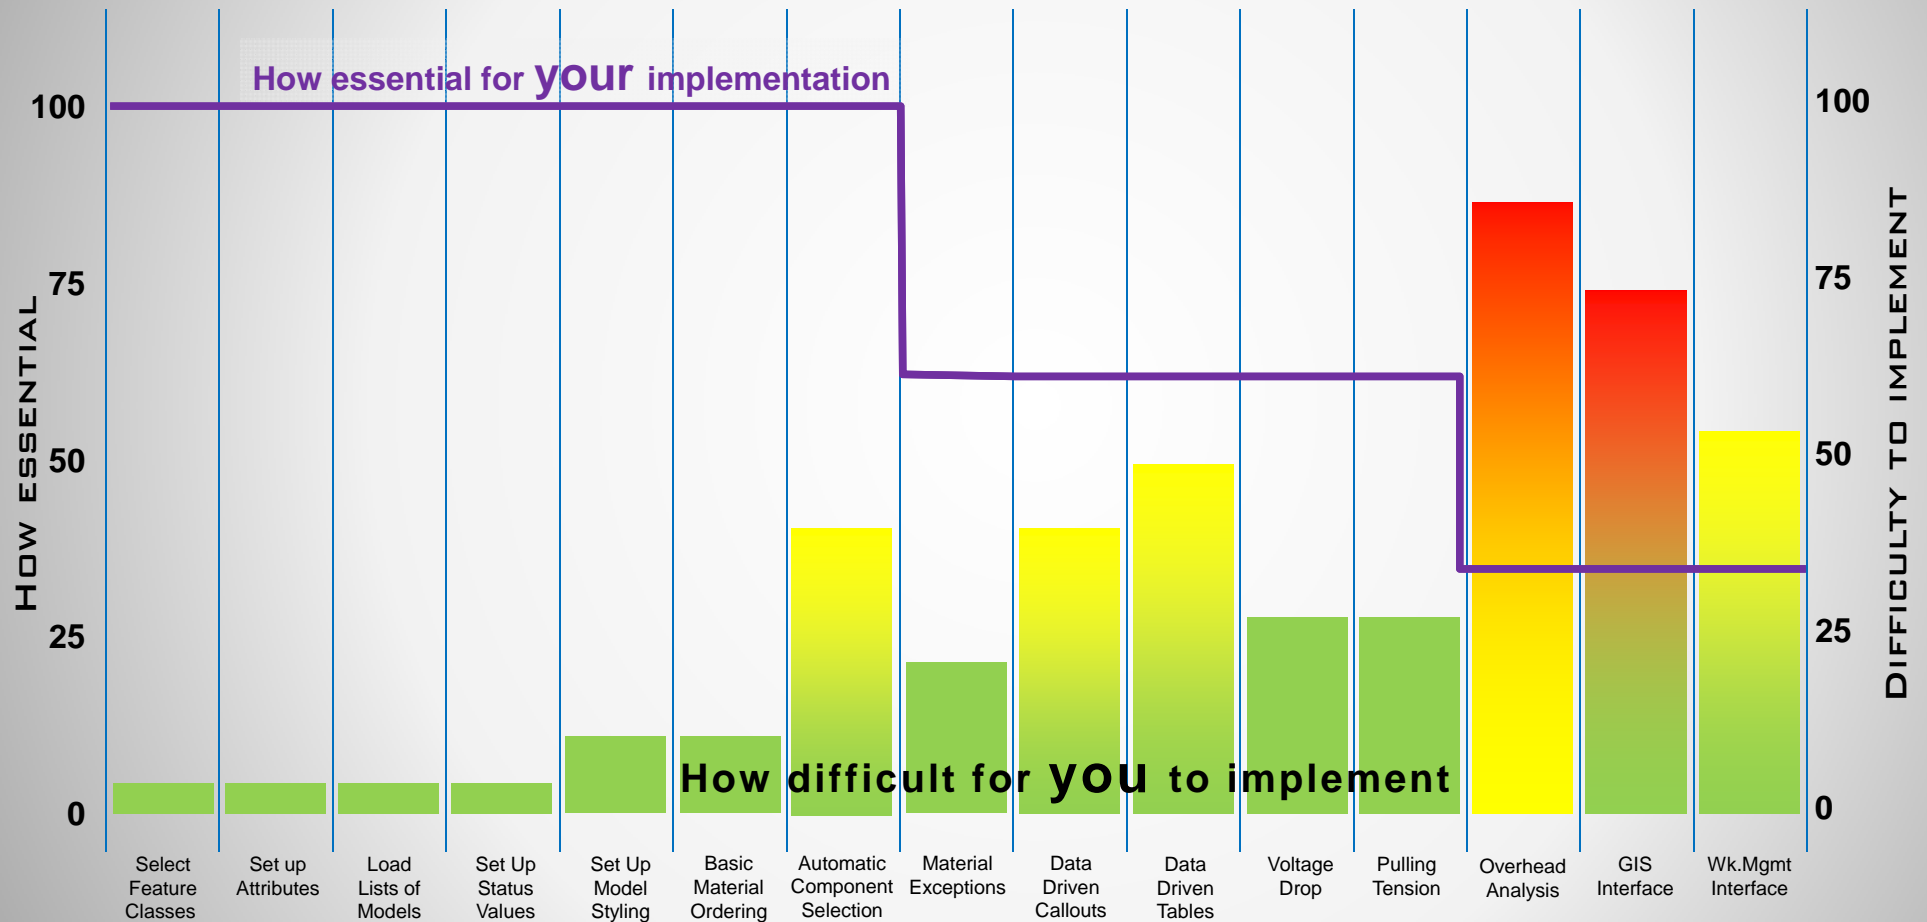 How essential for your implementation
100
75
50
25
0
HOW ESSENTIAL
100
75
50
25
0
DIFFICULTY TO IMPLEMENT
How difficult for you to implement
Select
Feature
Classes
Set up
Attributes
Load
Lists of
Models
Set Up
Status
Values
Set Up
Model
Styling
Basic
Material
Ordering
Automatic
Component
Selection
Material
Exceptions
Data
Driven
Callouts
Data
Driven
Tables
Voltage
Drop
Pulling
Tension
Overhead
Analysis
GIS
Interface
Wk.Mgmt
Interface